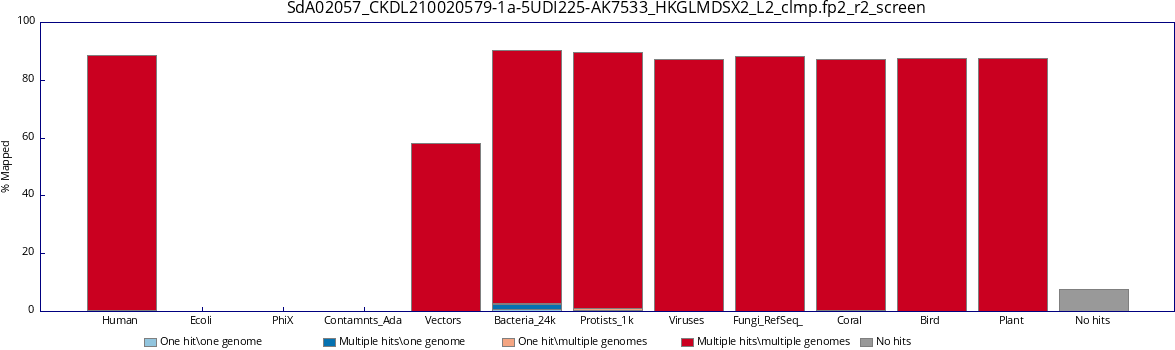 SdA02057_CKDL210020579-1a-5UDI225-AK7533_HKGLMDSX2_L2_clmp.fp2_r2_screen
100
80
60
40
20
0
% Mapped
Human Ecoli PhiX Contamnts_Ada Vectors Bacteria_24k Protists_1k Viruses Fungi_RefSeq_ Coral Bird Plant No hits
One hit\one genome Multiple hits\one genome One hit\multiple genomes Multiple hits\multiple genomes No hits